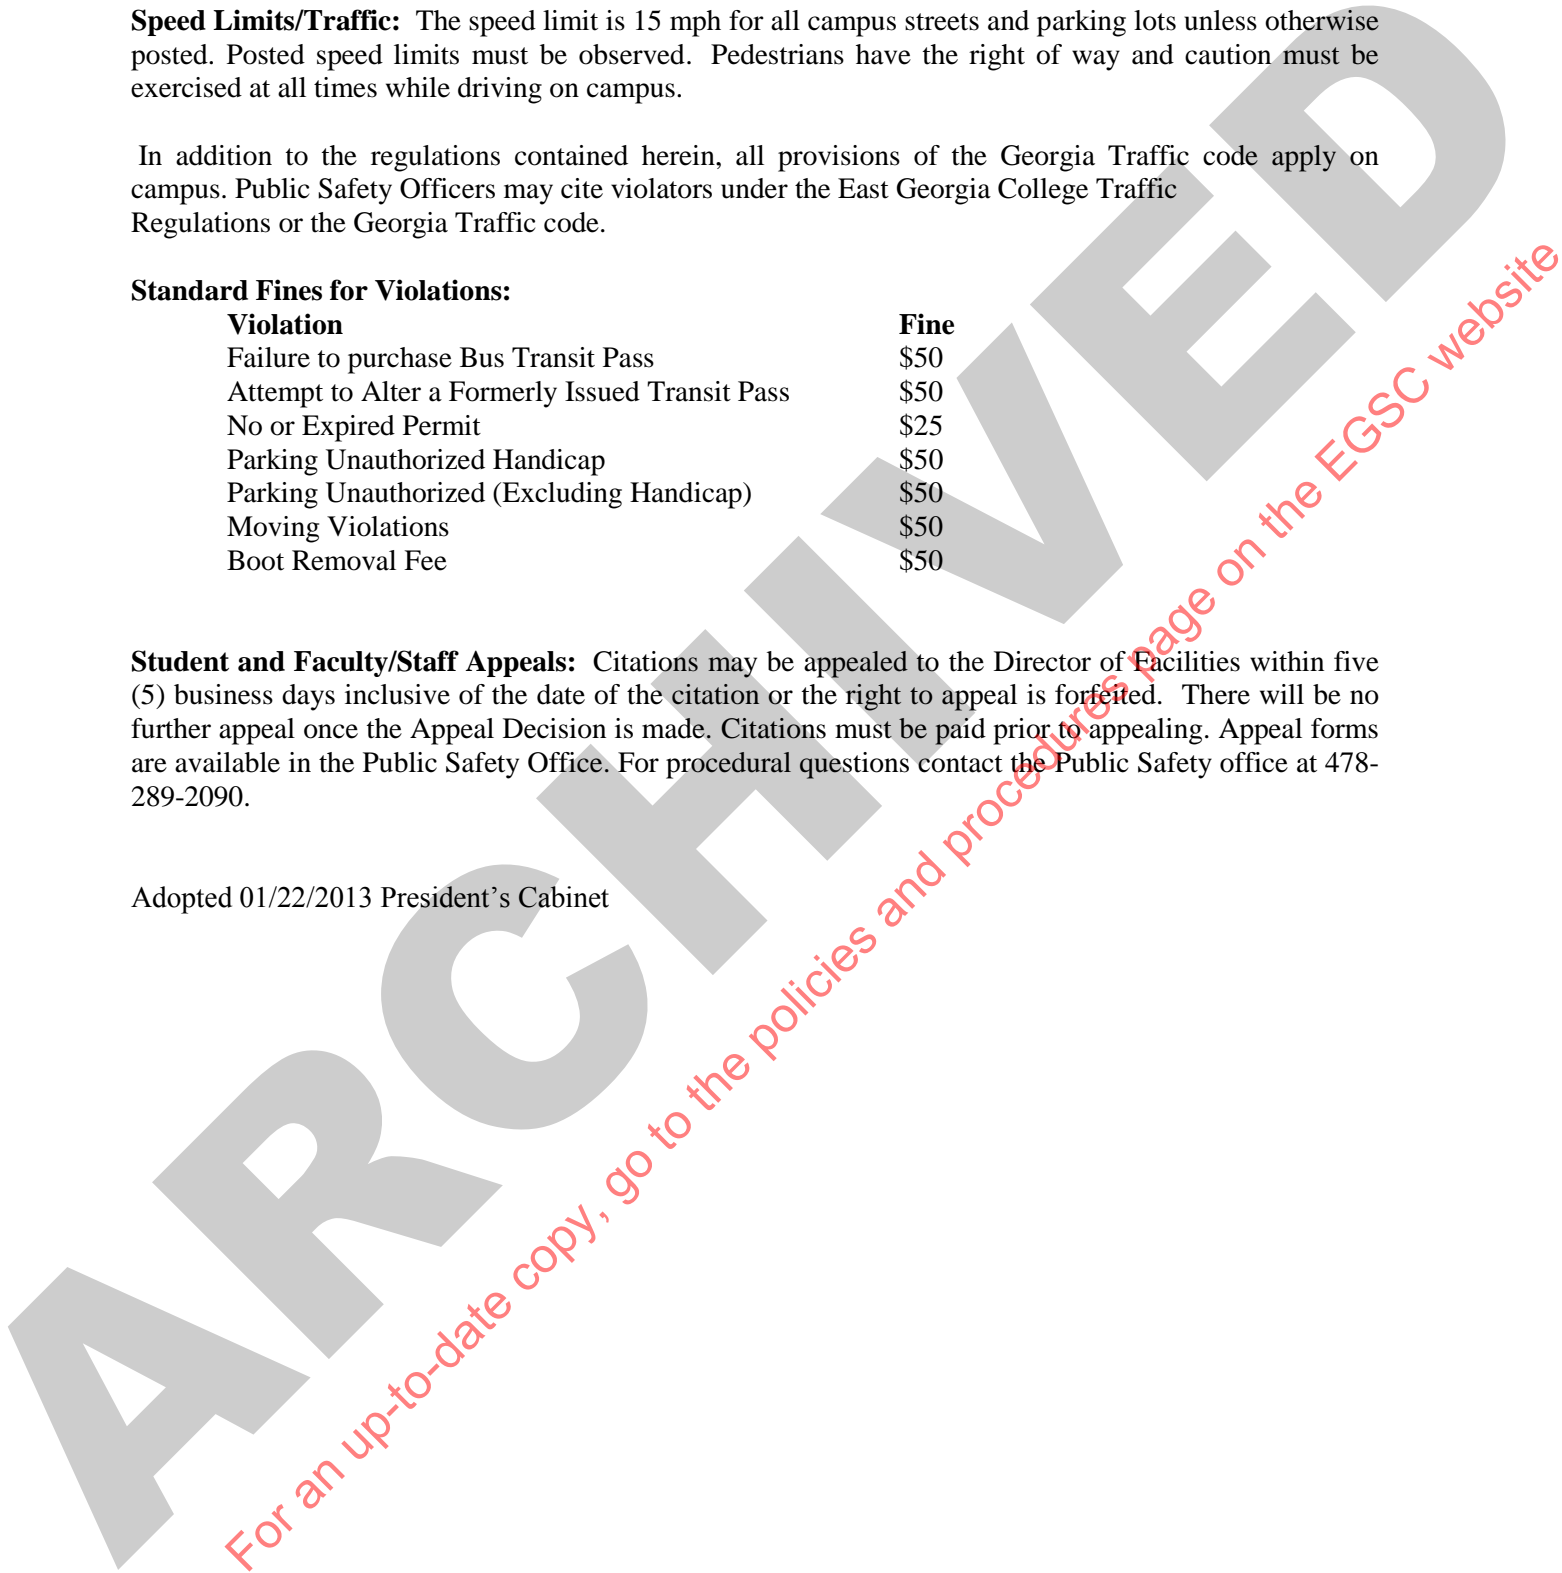 Speed Limits/Traffic: The speed limit is 15 mph for all campus streets and parking lots unless otherwise
posted. Posted speed limits must be observed. Pedestrians have the right of way and caution must be
exercised at all times while driving on campus.
In addition to the regulations contained herein, all provisions of the Georgia Traffic code apply on
campus. Public Safety Officers may cite violators under the East Georgia College Traffic
Regulations or the Georgia Traffic code.
Standard Fines for Violations:
Violation Fine
Failure to purchase Bus Transit Pass $50
Attempt to Alter a Formerly Issued Transit Pass $50
No or Expired Permit $25
Parking Unauthorized Handicap $50
Parking Unauthorized (Excluding Handicap) $50
Moving Violations $50
Boot Removal Fee $50
Student and Faculty/Staff Appeals: Citations may be appealed to the Director of Facilities within five
(5) business days inclusive of the date of the citation or the right to appeal is forfeited. There will be no
further appeal once the Appeal Decision is made. Citations must be paid prior to appealing. Appeal forms
are available in the Public Safety Office. For procedural questions contact the Public Safety office at 478-
289-2090.
Adopted 01/22/2013 President’s Cabinet
ARCHIVED
For an up-to-date copy, go to the policies and procedures page on the EGSC website